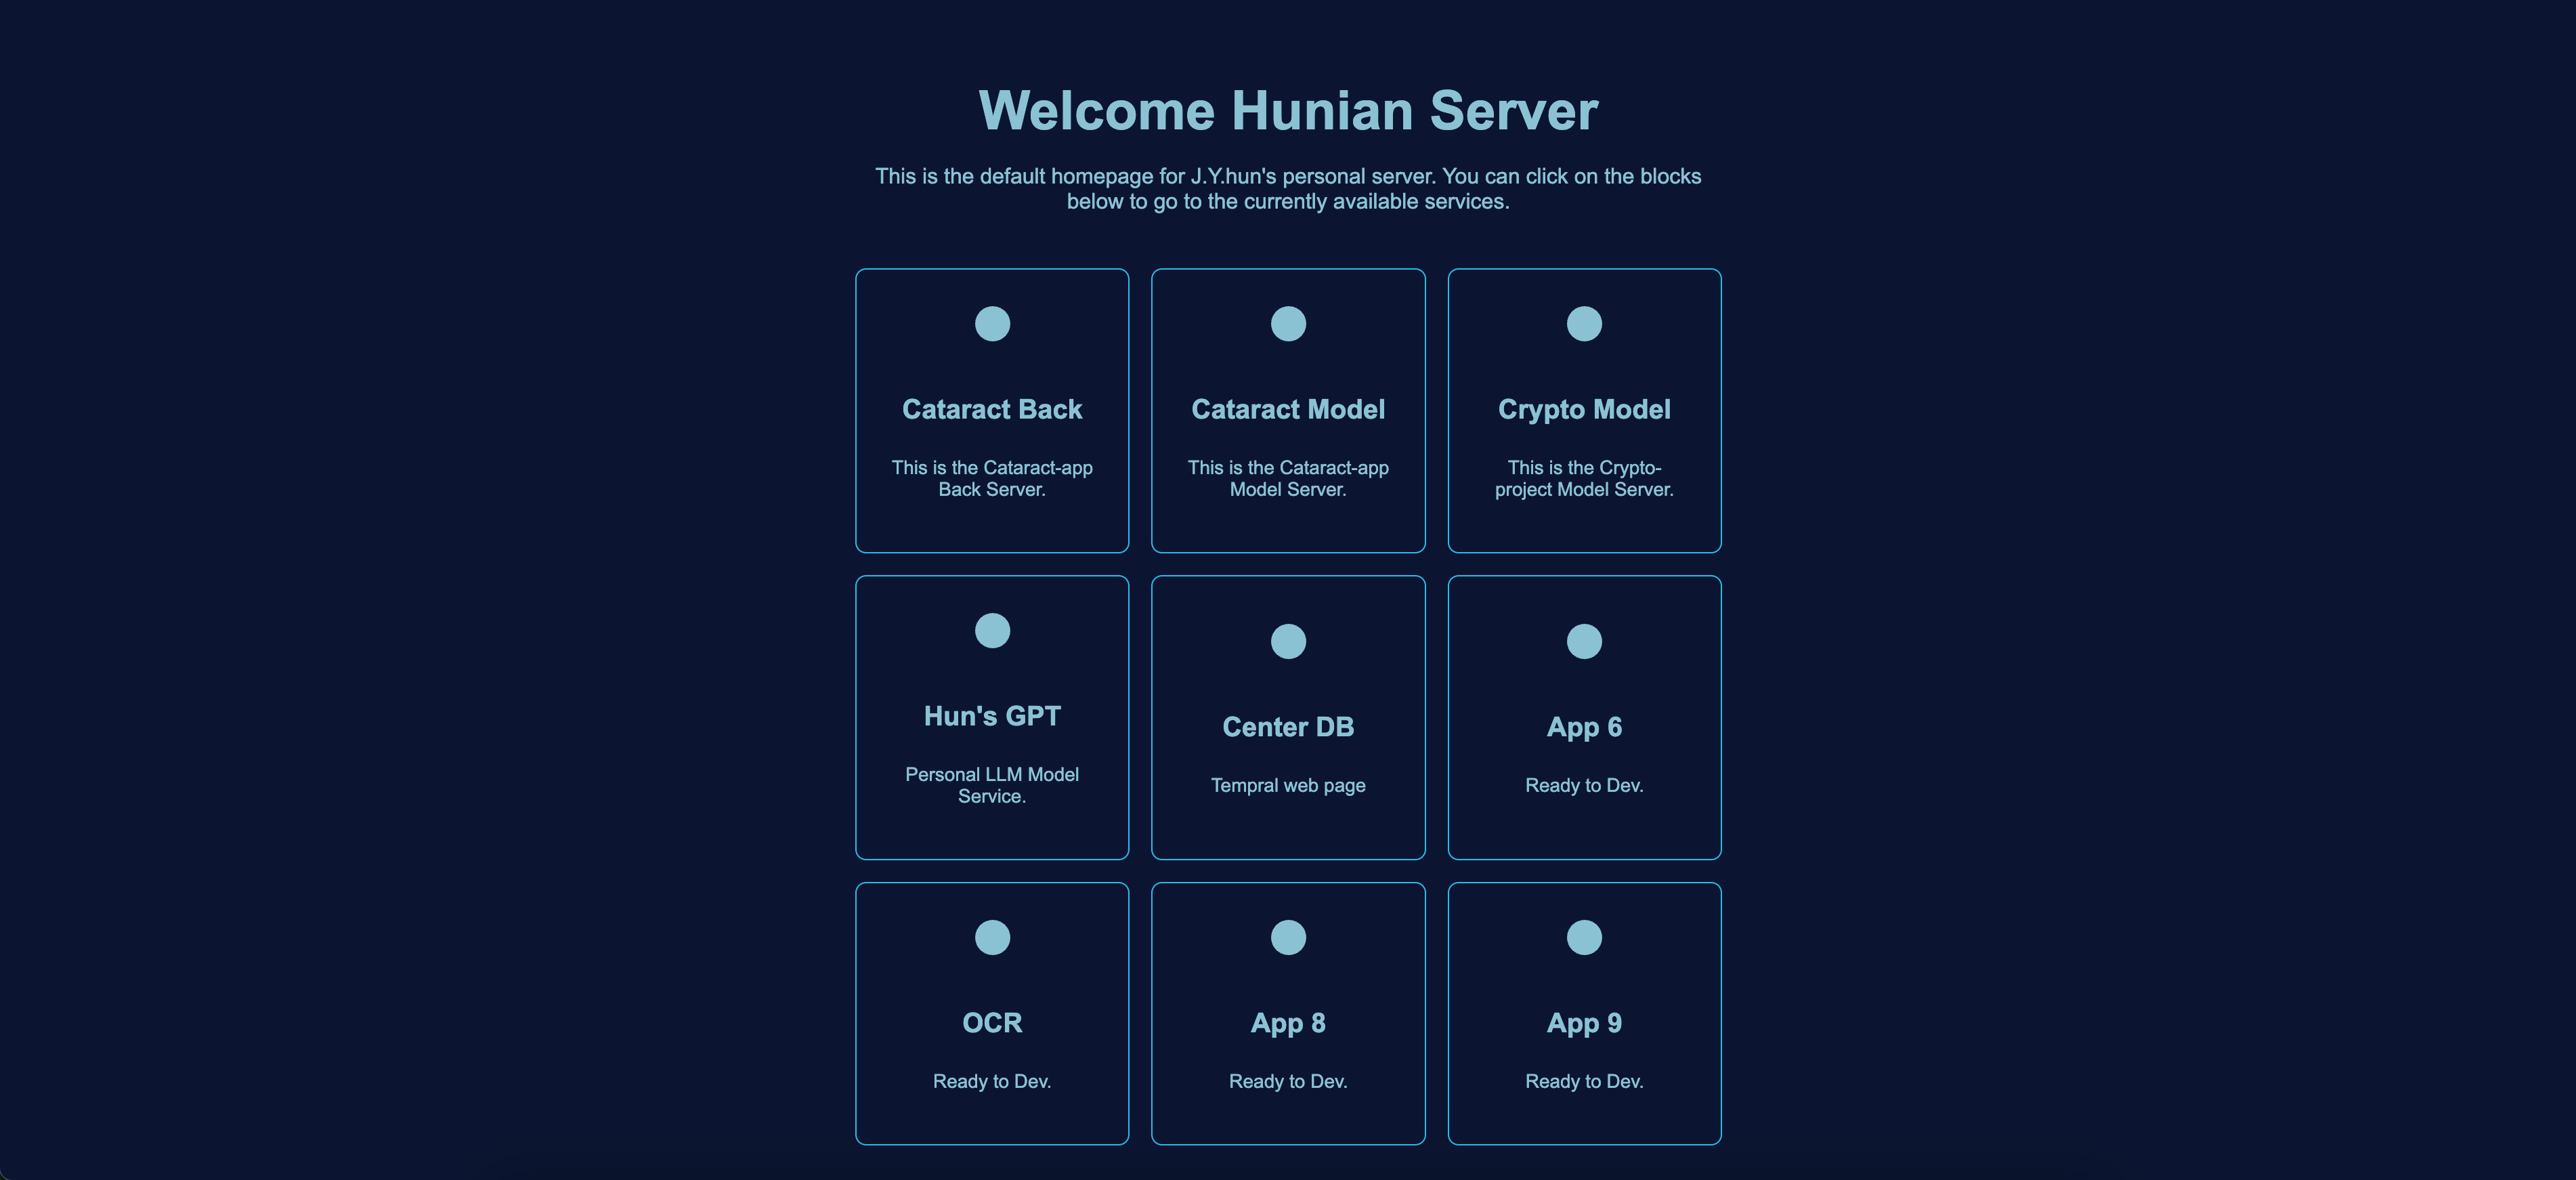 Welcome Hunian Server
This is the default homepage for J.Y.hun's personal server. You can click on the blocks
below to go to the currently available services.
Cataract Back
This is the Cataract-app
Back Server.
Cataract Model
This is the Cataract-app
Model Server.
Crypto Model
This is the Crypto-
project Model Server.
Hun's GPT
Personal LLM Model
Service.
Center DB
Tempral web page
App 6
Ready to Dev.
OCR
Ready to Dev.
App 8
Ready to Dev.
App 9
Ready to Dev.